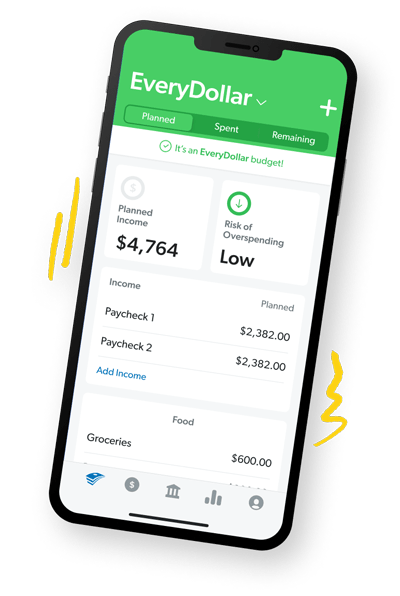 EveryDollar
Planned Spent Remaining
It's an EveryDollar budget!
Planned
Income
$4,764
Risk of
Overspending
Low
Income Planned
Paycheck 1 $2,382.00
Paycheck 2 $2,382.00
Add Income
Food
Groceries $600.00